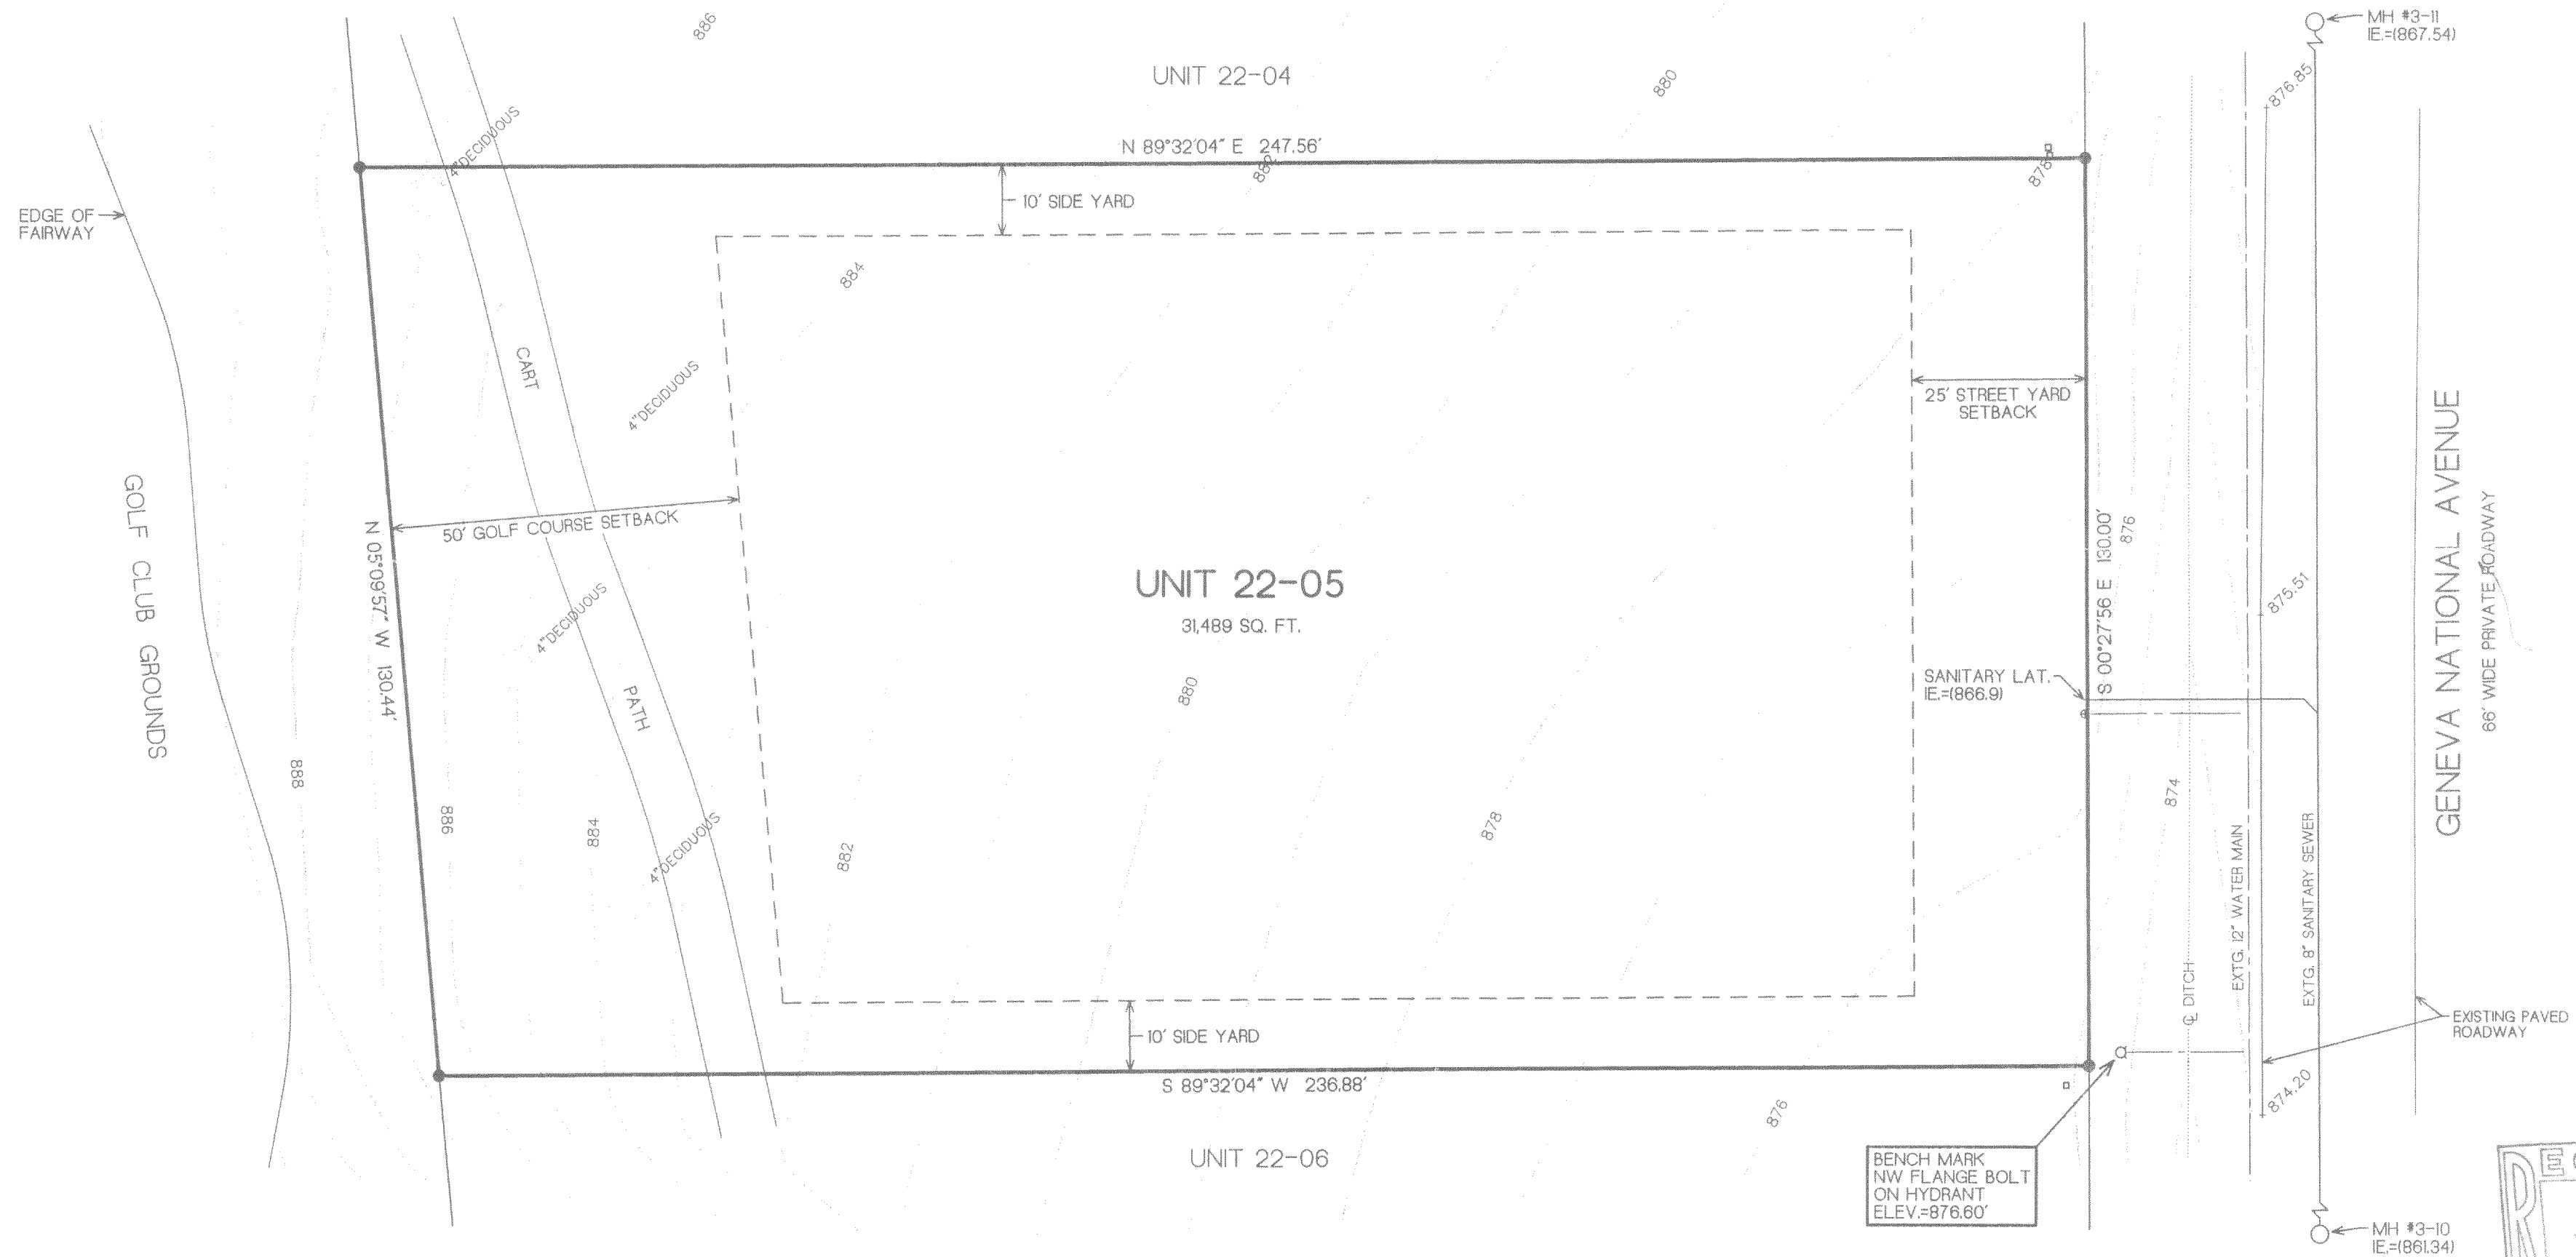 MH #3-11
IE.=(867.54)
886
UNIT 22-04
880
876.85
4" DECIDUOUS
N 89°32'04" E 247.56'
882
878
EDGE OF
FAIRWAY
10' SIDE YARD
884
CART
4" DECIDUOUS
25' STREET YARD
SETBACK
GOLF CLUB GROUNDS
N 05°09'57" W 130.44'
50' GOLF COURSE SETBACK
UNIT 22-05
31,489 SQ. FT.
S 00°27'56 E 130.00'
876
875.51
GENEVA NATIONAL AVENUE
66' WIDE PRIVATE ROADWAY
4" DECIDUOUS
PATH
880
SANITARY LAT.
IE.=(866.9)
888
886
884
4" DECIDUOUS
882
878
874
EXTG. 12" WATER MAIN
EXTG. 8" SANITARY SEWER
℄ DITCH
EXISTING PAVED
ROADWAY
10' SIDE YARD
S 89°32'04" W 236.88'
876
874.20
UNIT 22-06
BENCH MARK
NW FLANGE BOLT
ON HYDRANT
ELEV.=876.60'
MH #3-10
IE.=(861.34)